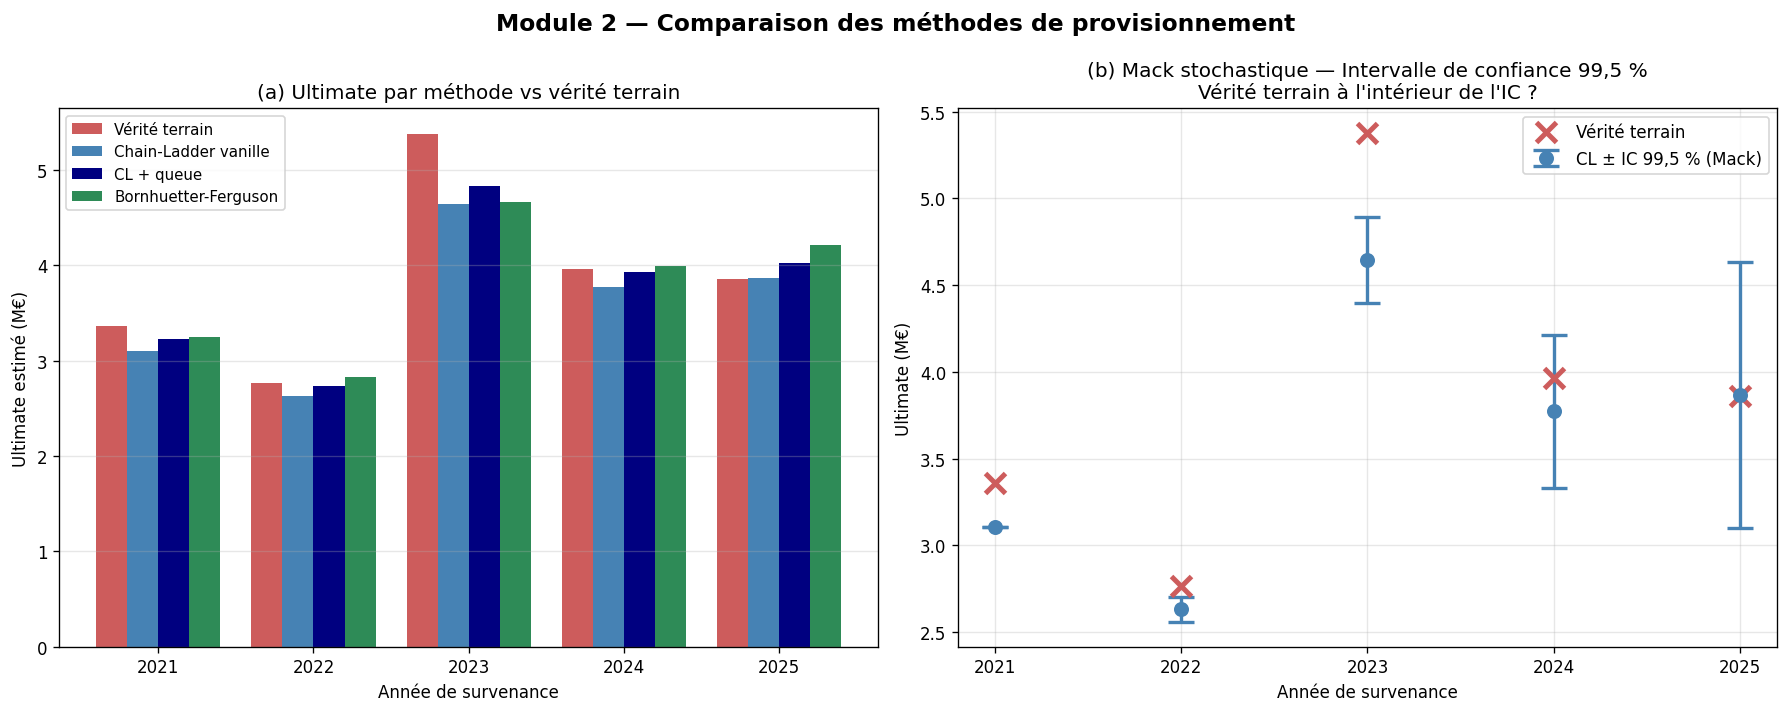 Module 2 — Comparaison des méthodes de provisionnement
(a) Ultimate par méthode vs vérité terrain
Vérité terrain
Chain-Ladder vanille
CL + queue
Bornhuetter-Ferguson
Ultimate estimé (M€)
5
4
3
2
1
0
2021
2022
2023
2024
2025
Année de survenance
(b) Mack stochastique — Intervalle de confiance 99,5 %
Vérité terrain à l'intérieur de l'IC ?
Vérité terrain
CL ± IC 99,5 % (Mack)
Ultimate (M€)
5.5
5.0
4.5
4.0
3.5
3.0
2.5
2021
2022
2023
2024
2025
Année de survenance